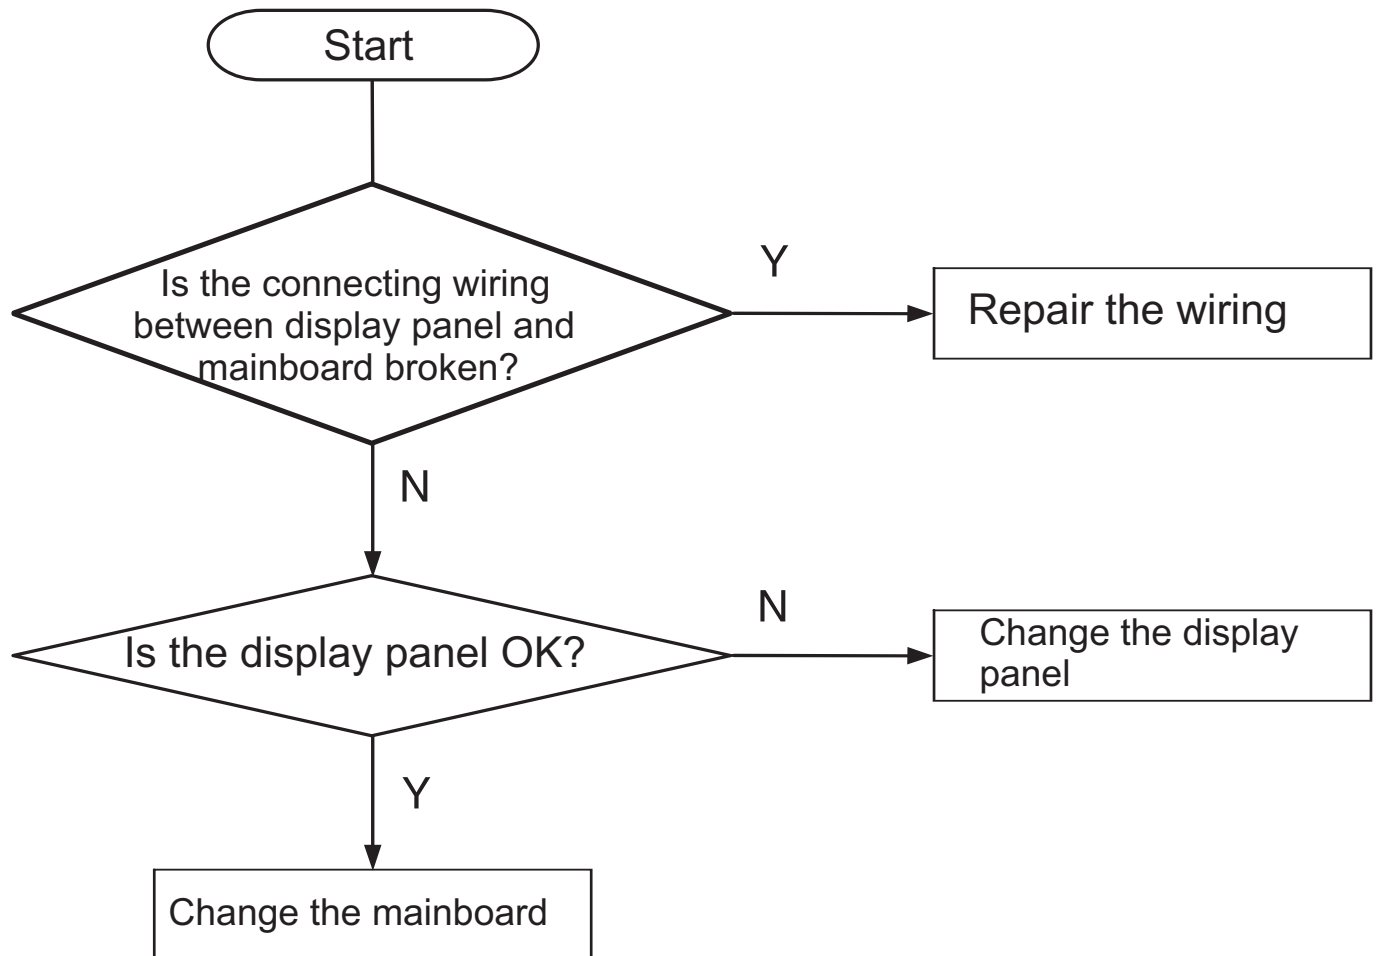 Start
Is the connecting wiring
between display panel and
mainboard broken?
Y
Repair the wiring
N
Is the display panel OK?
N
Change the display
panel
Y
Change the mainboard